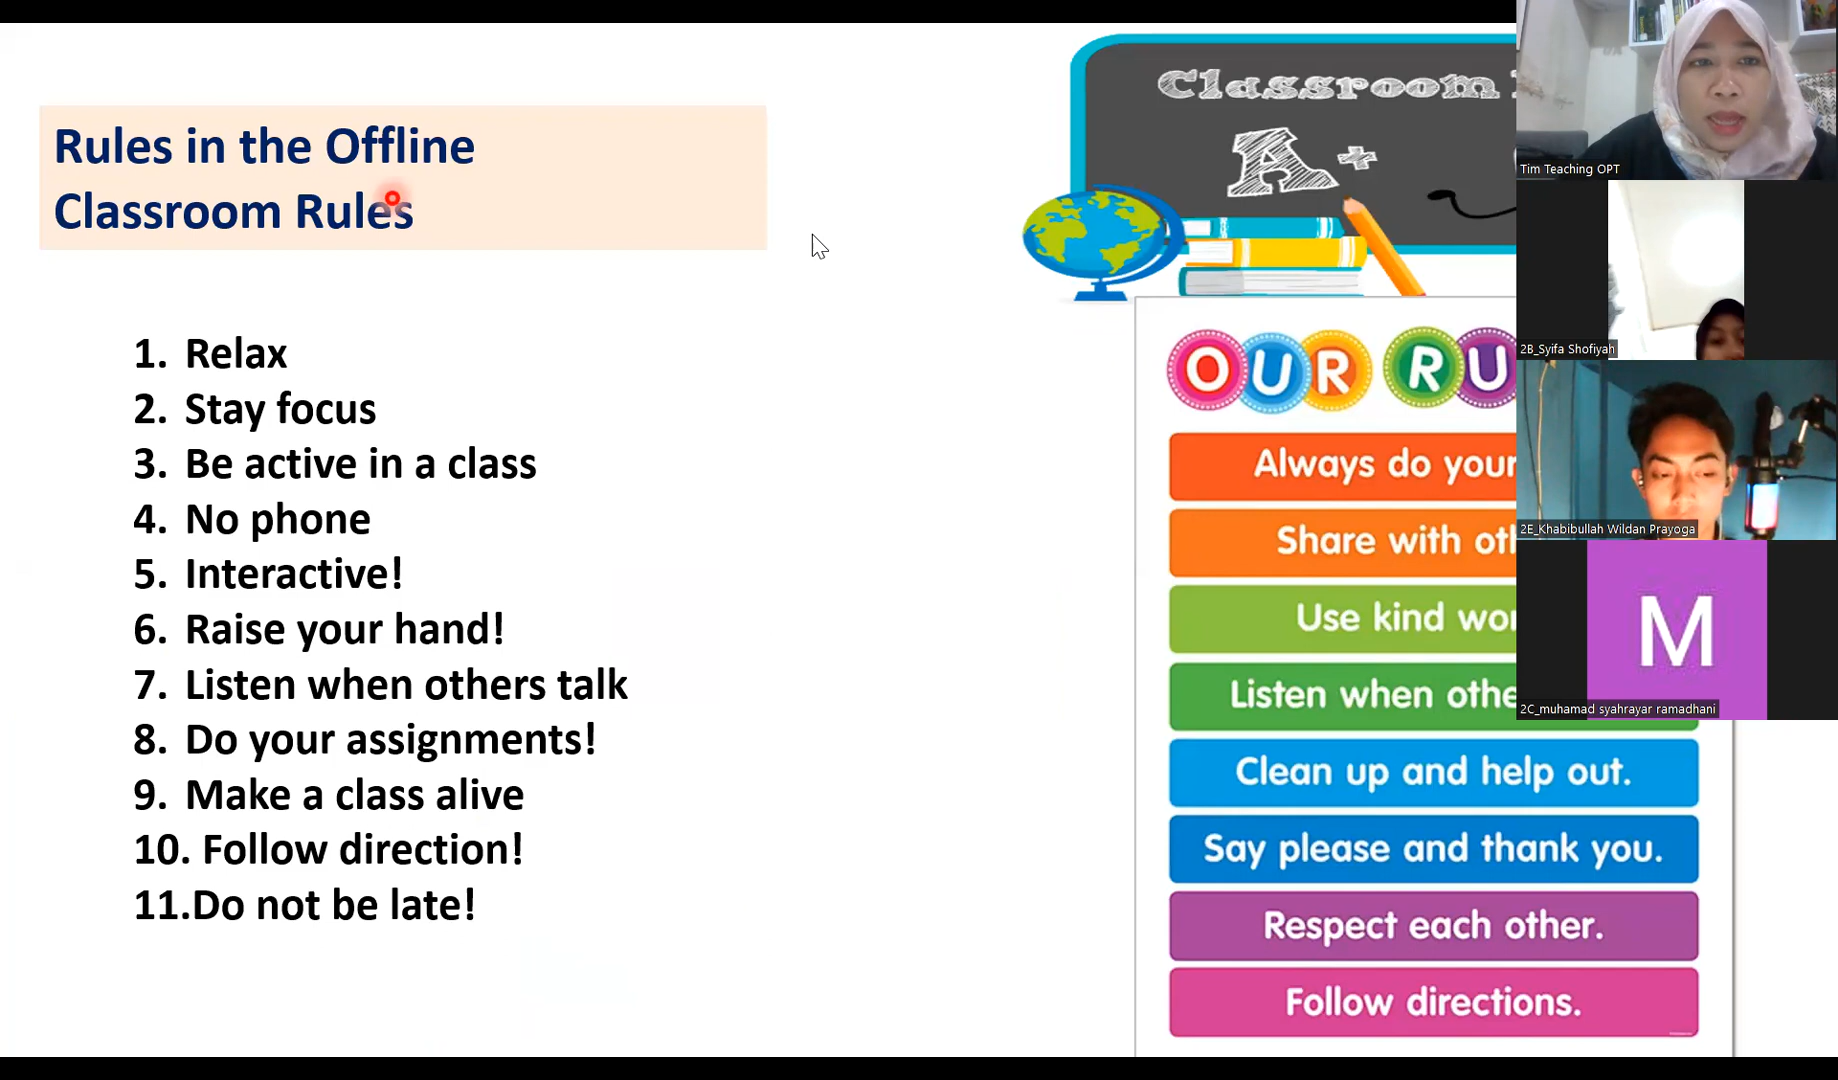 Rules in the Offline
Classroom Rules
1. Relax
2. Stay focus
3. Be active in a class
4. No phone
5. Interactive!
6. Raise your hand!
7. Listen when others talk
8. Do your assignments!
9. Make a class alive
10. Follow direction!
11.Do not be late!
Classroom
A+
OUR RU
Always do your
Share with
Use kind
Listen when
Clean up and help out.
Say please and thank you.
Respect each other.
Follow directions.
Tim Teaching OPT
2B_Syifa Shofiyah
2E_Khabibullah Wildan Prayoga
M
2C_muhamad syahrayar ramadhani